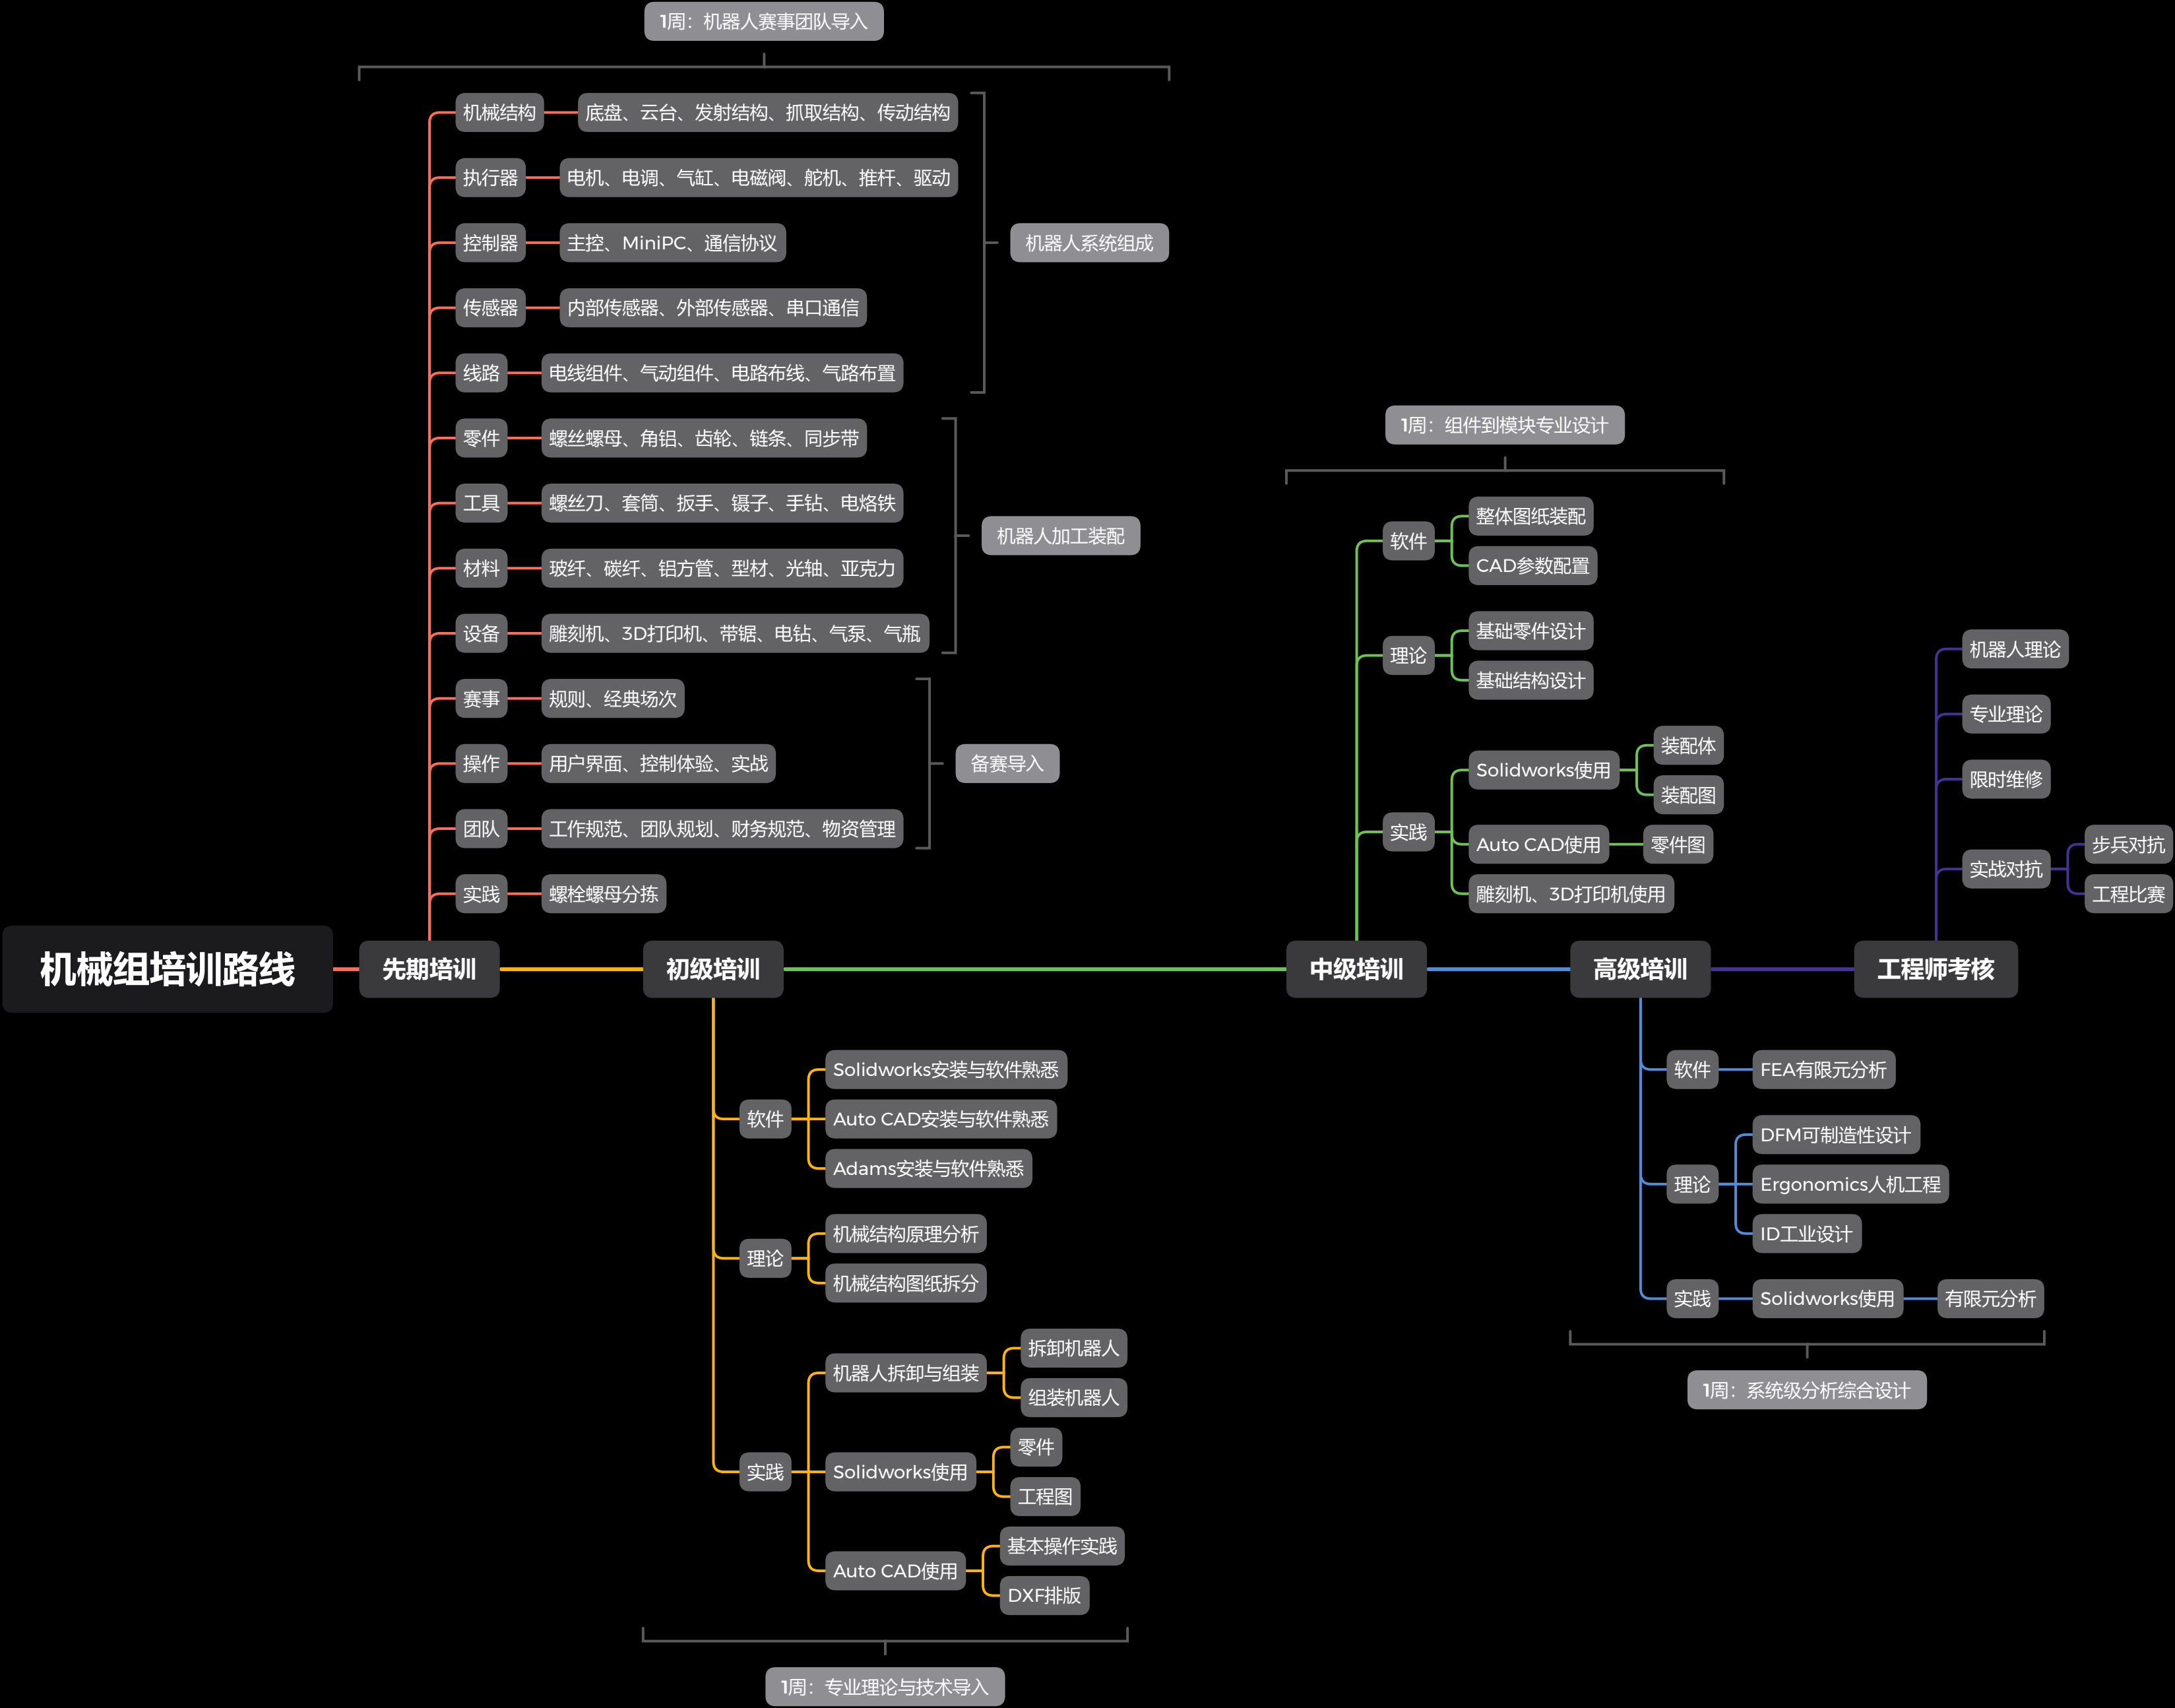 1周：机器人赛事团队导入
机械结构
底盘、云台、发射结构、抓取结构、传动结构
执行器
电机、电调、气缸、电磁阀、舵机、推杆、驱动
控制器
主控、MiniPC、通信协议
传感器
内部传感器、外部传感器、串口通信
线路
电线组件、气动组件、电路布线、气路布置
机器人系统组成
零件
螺丝螺母、角铝、齿轮、链条、同步带
工具
螺丝刀、套筒、扳手、镊子、手钻、电烙铁
材料
玻纤、碳纤、铝方管、型材、光轴、亚克力
设备
雕刻机、3D打印机、带锯、电钻、气泵、气瓶
机器人加工装配
赛事
规则、经典场次
操作
用户界面、控制体验、实战
团队
工作规范、团队规划、财务规范、物资管理
备赛导入
实践
螺栓螺母分拣
机械组培训路线
先期培训
初级培训
中级培训
高级培训
工程师考核
软件
Solidworks安装与软件熟悉
Auto CAD安装与软件熟悉
Adams安装与软件熟悉
理论
机械结构原理分析
机械结构图纸拆分
实践
机器人拆卸与组装
拆卸机器人
组装机器人
Solidworks使用
零件
工程图
Auto CAD使用
基本操作实践
DXF排版
1周：专业理论与技术导入
1周：组件到模块专业设计
软件
整体图纸装配
CAD参数配置
理论
基础零件设计
基础结构设计
实践
Solidworks使用
装配体
装配图
Auto CAD使用
零件图
雕刻机、3D打印机使用
软件
FEA有限元分析
理论
DFM可制造性设计
Ergonomics人机工程
ID工业设计
实践
Solidworks使用
有限元分析
1周：系统级分析综合设计
机器人理论
专业理论
限时维修
实战对抗
步兵对抗
工程比赛